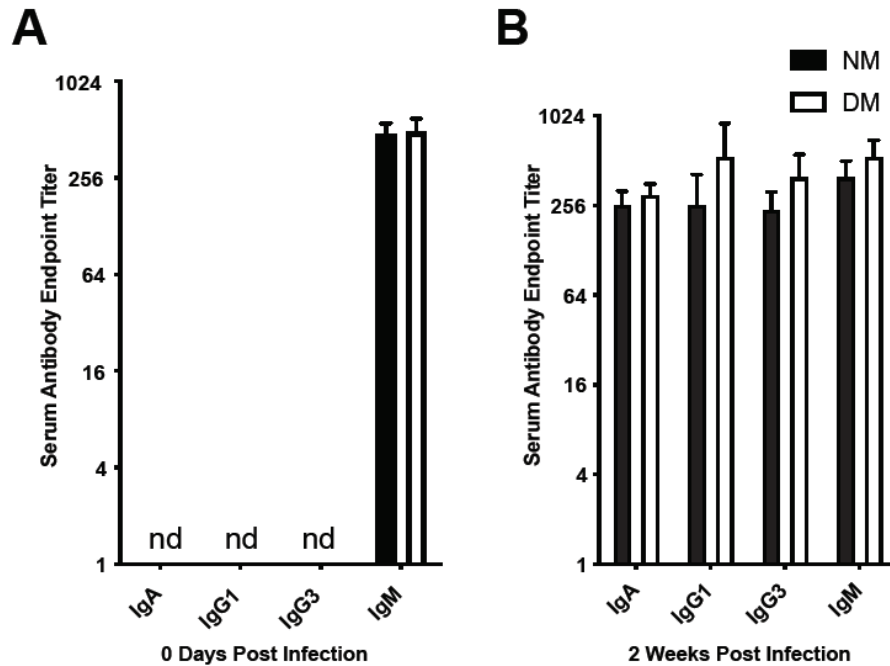 A
Serum Antibody Endpoint Titer
1024
256
64
16
4
1
nd nd nd
IgA IgG1 IgG3 IgM
0 Days Post Infection
B
NM
DM
Serum Antibody Endpoint Titer
1024
256
64
16
4
1
IgA IgG1 IgG3 IgM
2 Weeks Post Infection